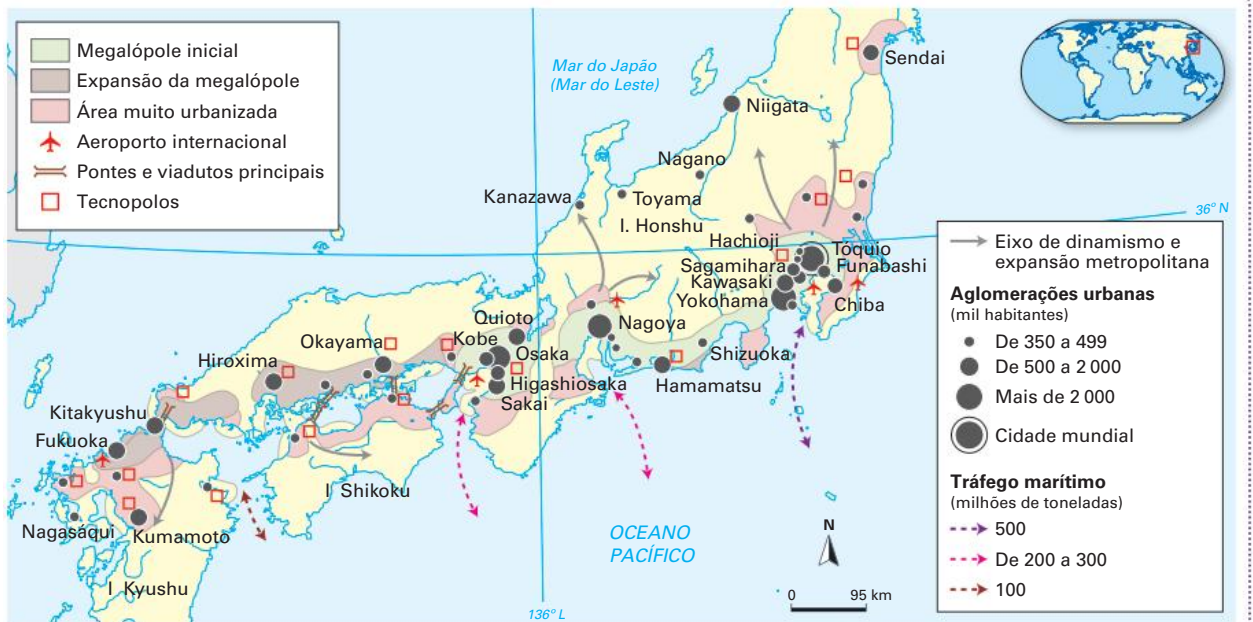 Megalópole inicial
Expansão da megalópole
Área muito urbanizada
Aeroporto internacional
Pontes e viadutos principais
Tecnopolos
Mar do Japão
(Mar do Leste)
Sendai
Niigata
Nagano
Kanazawa
Toyama
I. Honshu
36° N
Hachioji
Tóquio
Sagamihara
Funabashi
Kawasaki
Yokohama
Chiba
Quioto
Nagoya
Okayama
Kobe
Osaka
Shizuoka
Hiroxima
Higashiosaka
Hamamatsu
Sakai
Kitakyushu
Fukuoka
I Shikoku
Nagasáqui
Kumamoto
I Kyushu
OCEANO
PACÍFICO
136° L
N
0
95 km
Eixo de dinamismo e
expansão metropolitana
Aglomerações urbanas
(mil habitantes)
De 350 a 499
De 500 a 2 000
Mais de 2 000
Cidade mundial
Tráfego marítimo
(milhões de toneladas)
500
De 200 a 300
100